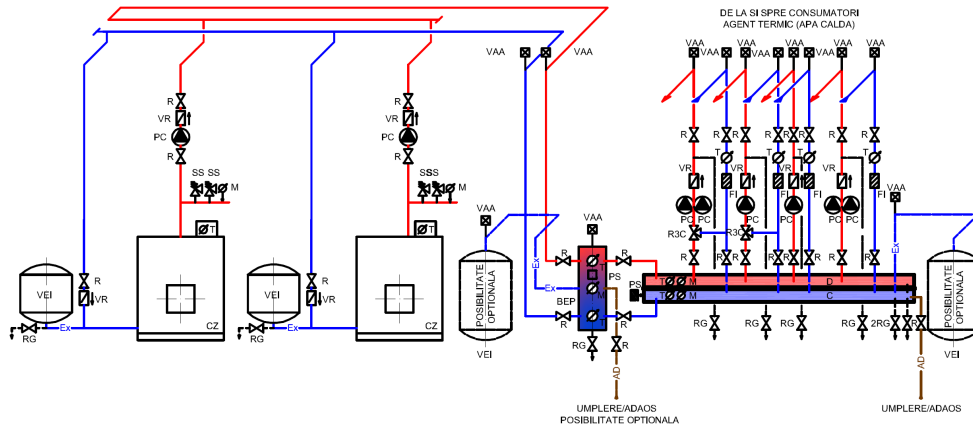 DE LA SI SPRE CONSUMATORI
AGENT TERMIC (APA CALDA)
VAA VAA VAA VAA VAA VAA VAA VAA
VAA VAA
R R
VR VR
PC PC
R R
SS SS M SSS M
T T
R R R R R R R R
T T T T
VR VR VR VR
FI FI FI FI
PC PC PC PC PC PC
R3C R3C
VAA VAA VAA
Ex Ex
R R R R R R R R
VEI VEI
R R
VR VR
Ex Ex
CZ CZ
RG RG
POSIBILITATE
OPTIONALA
VEI
R R
T
PS
M
BEP
T
R R
RG
R
AD
PS
T M D
T M C
RG RG RG 2RG R
AD
POSIBILITATE
OPTIONALA
VEI
UMPLERE/ADAOS
POSIBILITATE OPTIONALA
UMPLERE/ADAOS